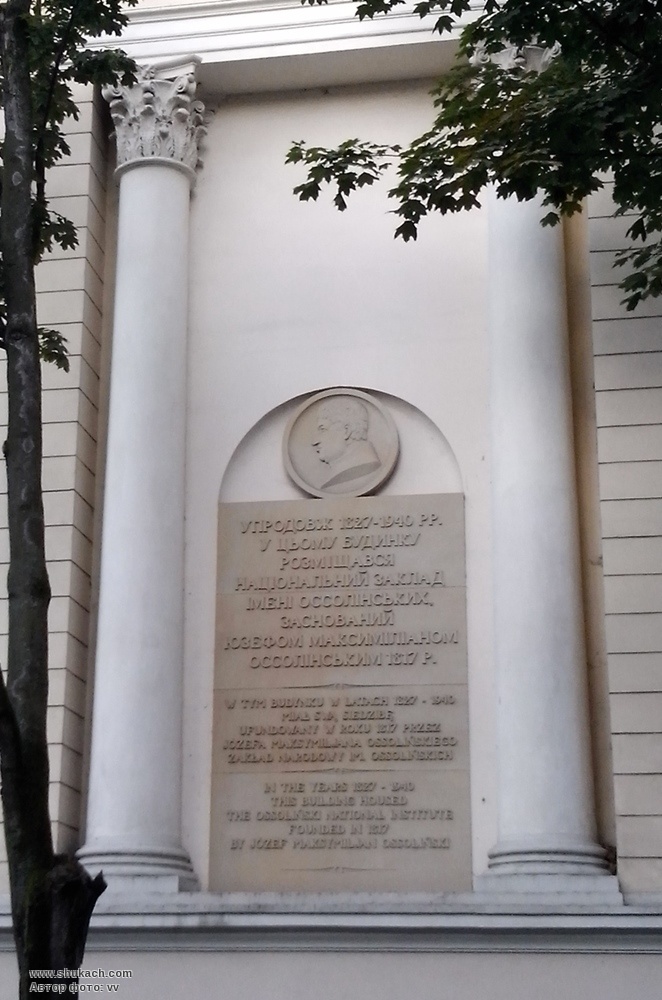 УПРОДОВЖ 1827-1940 РР.
У ЦЬОМУ БУДИНКУ
РОЗМІЩАВСЯ
НАЦІОНАЛЬНИЙ ЗАКЛАД
ІМЕНІ ОССОЛІНСЬКИХ,
ЗАСНОВАНИЙ
ЮЗЕФОМ МАКСИМІЛІАНОМ
ОССОЛІНСЬКИМ 1817 Р.
W TYM BUDYNKU W LATACH 1827 - 1940
MIAŁ SWĄ SIEDZIBĘ
UFUNDOWANY W ROKU 1817 PRZEZ
JÓZEFA MAKSYMILIANA OSSOLIŃSKIEGO
ZAKŁAD NARODOWY IM. OSSOLIŃSKICH
IN THE YEARS 1827 - 1940
THIS BUILDING HOUSED
THE OSSOLIŃSKI NATIONAL INSTITUTE
FOUNDED IN 1817
BY JÓZEF MAKSYMILJAN OSSOLIŃSKI
www.shukach.com
Автор фото: vv